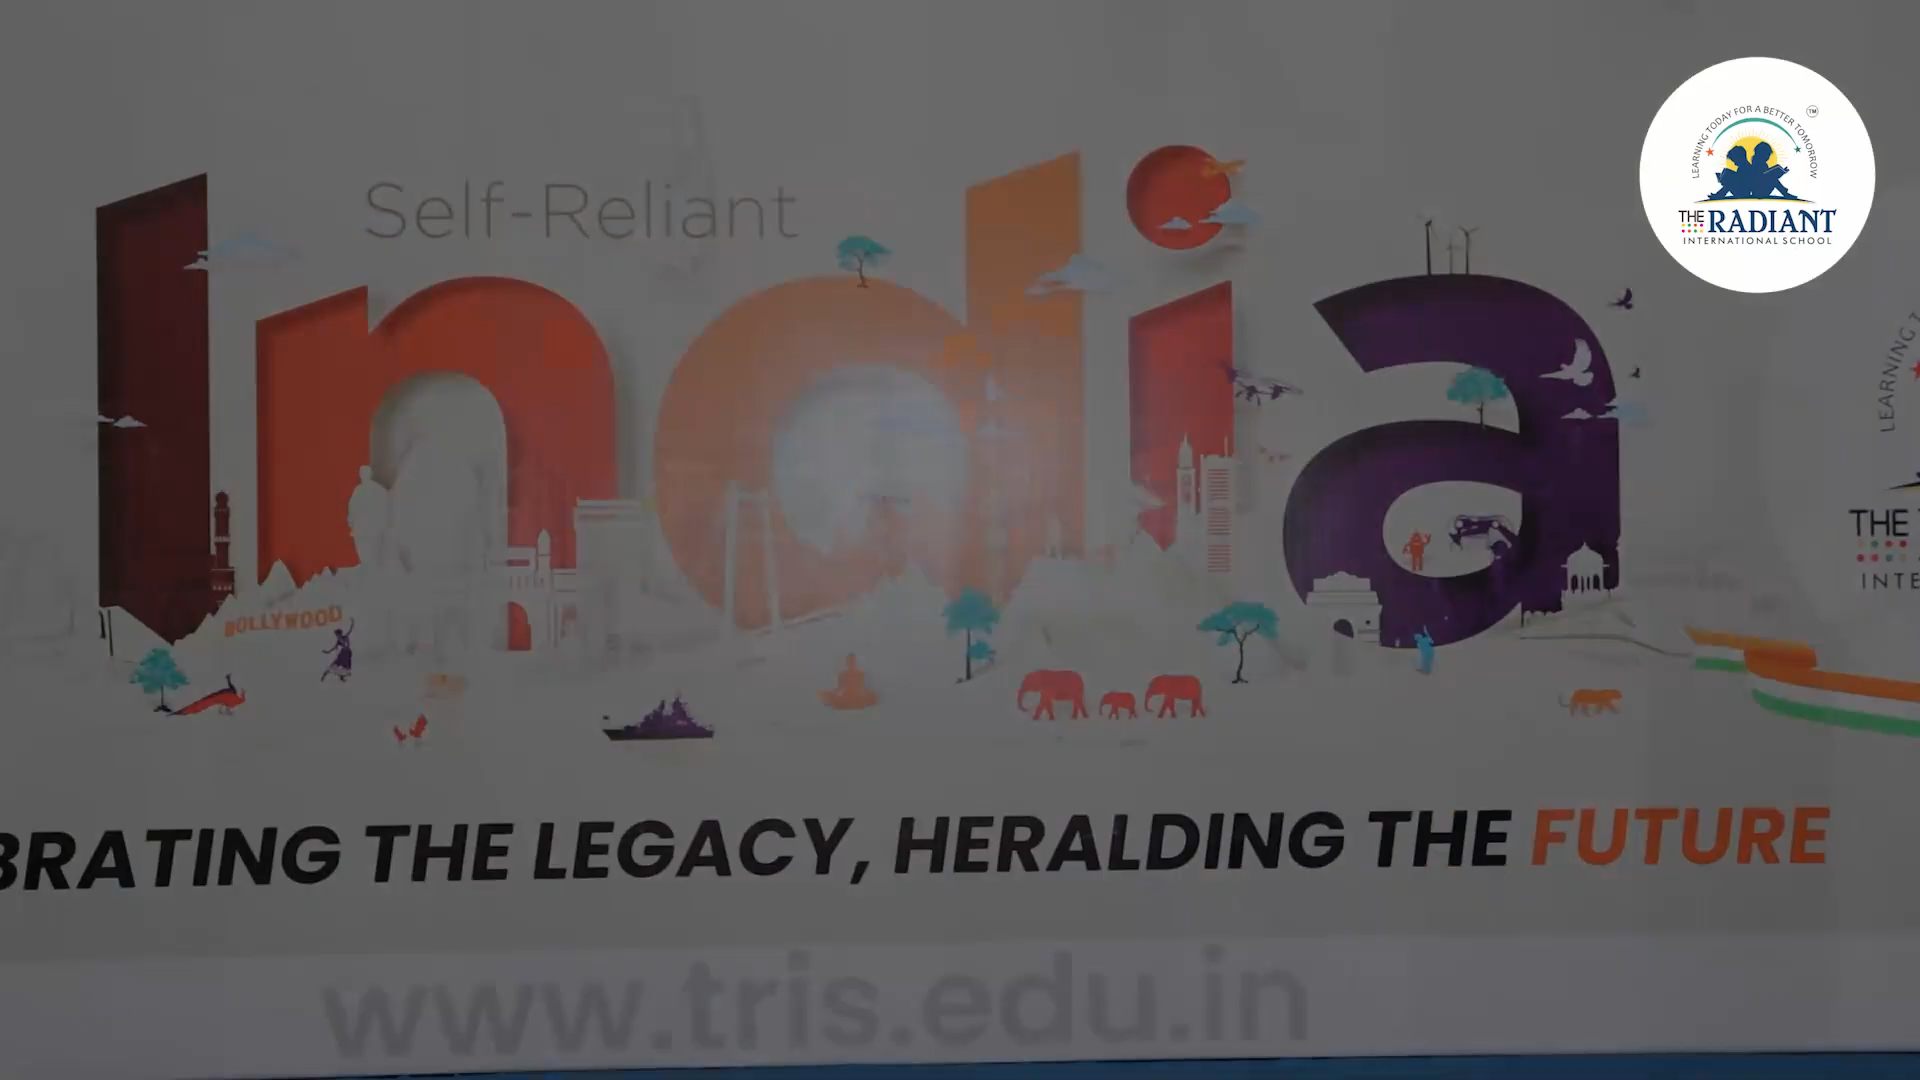 Self-Reliant
India
BOLLYWOOD
BRATING THE LEGACY, HERALDING THE FUTURE
www.tris.edu.in
LEARNING TODAY FOR A BETTER TOMORROW
TM
THE RADIANT
INTERNATIONAL SCHOOL
LEARNING
THE
INTE